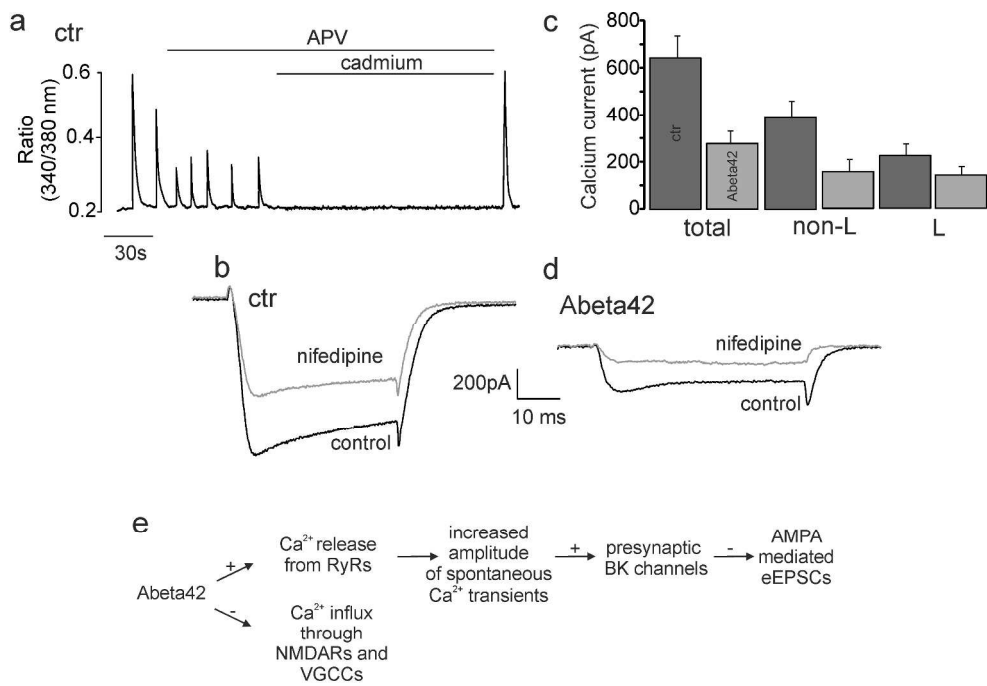 a
ctr
APV
cadmium
Ratio
(340/380 nm)
0.6
0.4
0.2
30s
b
ctr
nifedipine
control
200pA
10 ms
c
Calcium current (pA)
800
600
400
200
0
ctr
Abeta42
total
non-L
L
d
Abeta42
nifedipine
control
e
Abeta42
+
-
Ca²⁺ release
from RyRs
Ca²⁺ influx
through
NMDARs and
VGCCs
increased
amplitude
of spontaneous
Ca²⁺ transients
+
presynaptic
BK channels
-
AMPA
mediated
eEPSCs